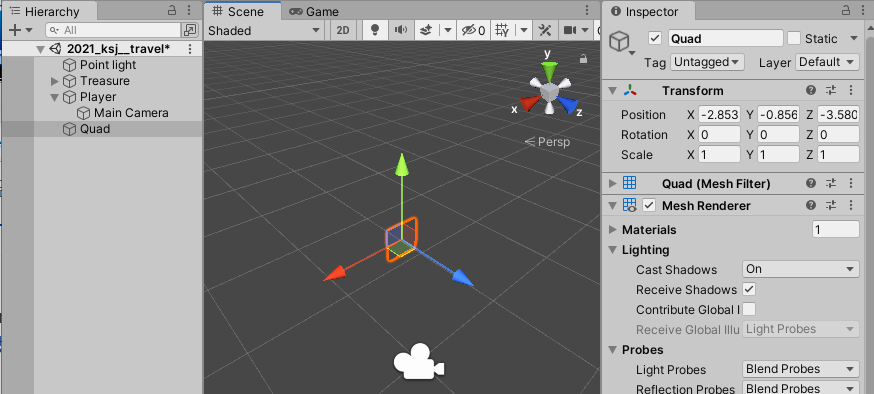 Hierarchy
All
2021_ksj__travel*
Point light
Treasure
Player
Main Camera
Quad
Scene
Game
Shaded
2D
0
y
x
z
Persp
Inspector
Quad
Static
Tag Untagged
Layer Default
Transform
Position X -2.853 Y -0.856 Z -3.580
Rotation X 0 Y 0 Z 0
Scale X 1 Y 1 Z 1
Quad (Mesh Filter)
Mesh Renderer
Materials 1
Lighting
Cast Shadows On
Receive Shadows
Contribute Global I
Receive Global Illu Light Probes
Probes
Light Probes Blend Probes
Reflection Probes Blend Probes